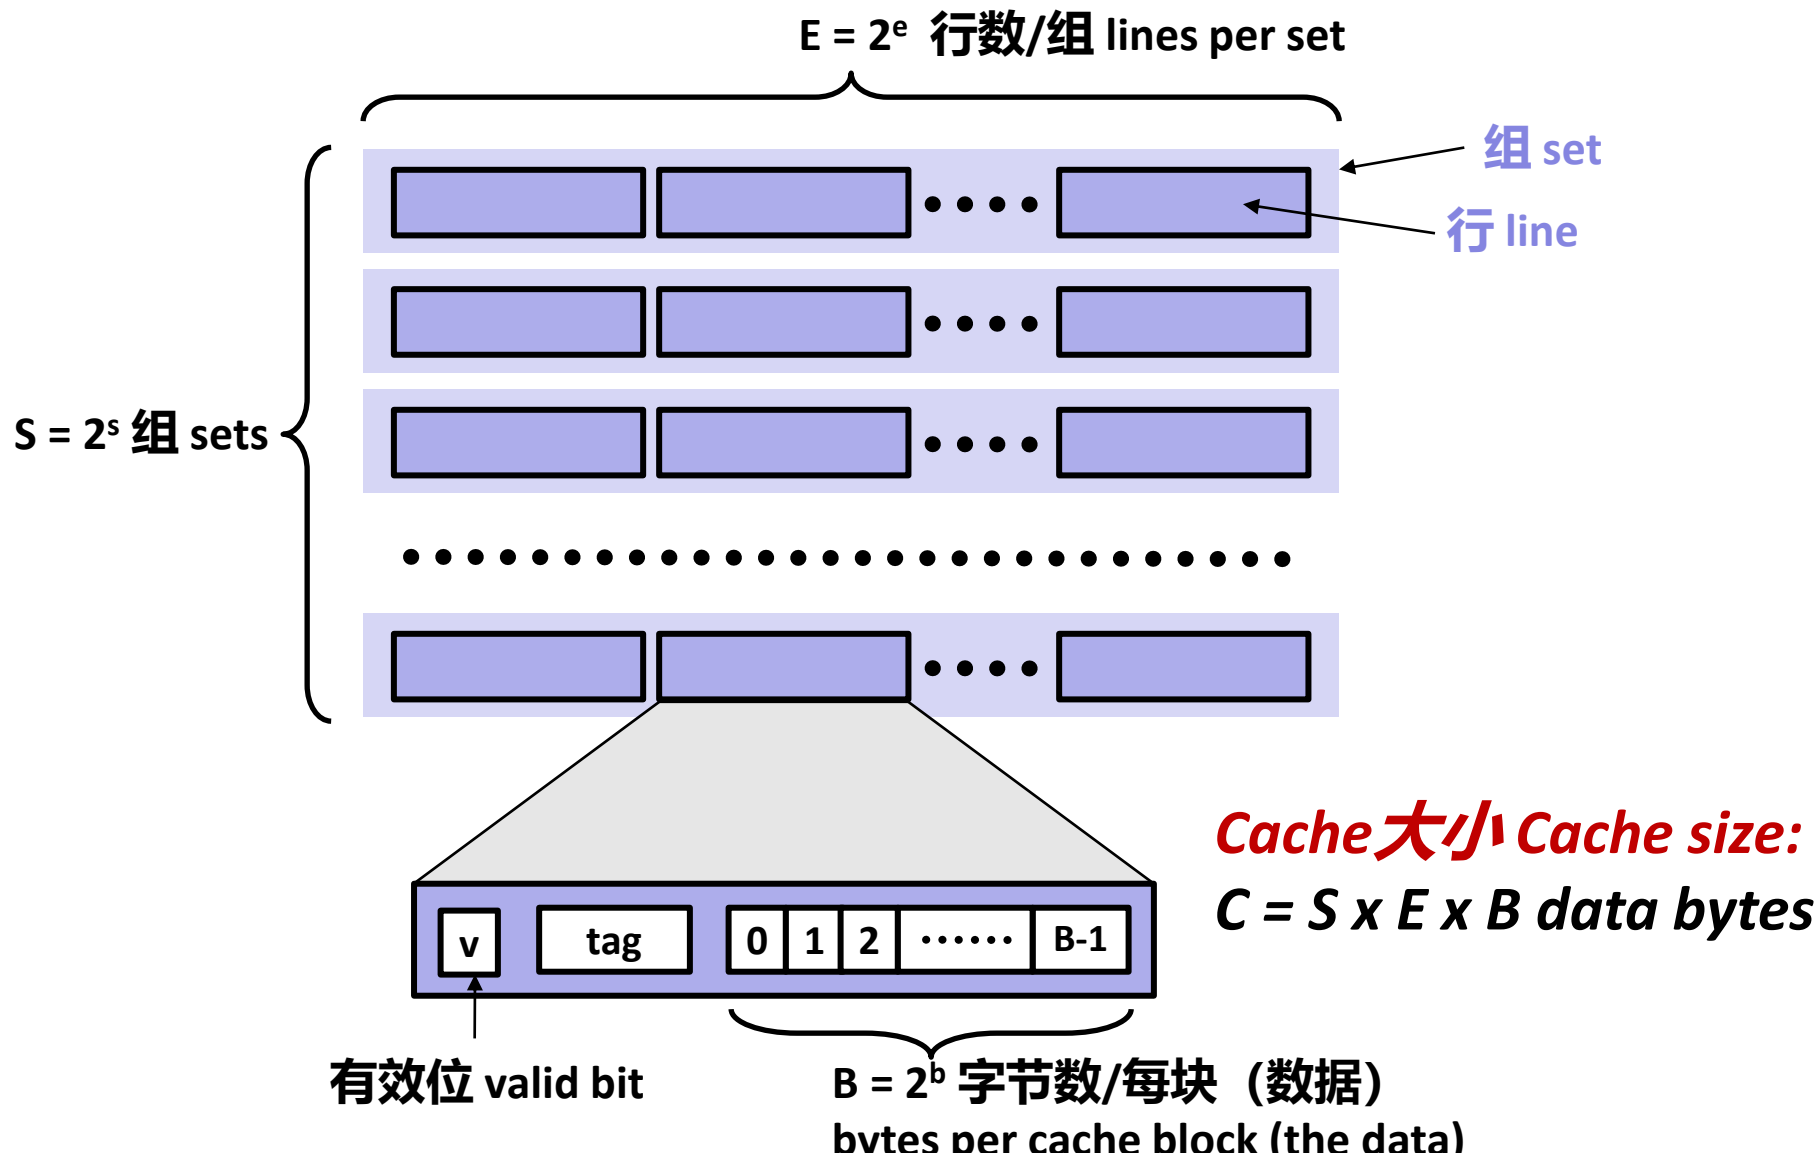 E = 2ᵉ 行数/组 lines per set
组 set
行 line
S = 2ˢ 组 sets
Cache大小 Cache size:
C = S x E x B data bytes
v
tag
0 1 2 ······ B-1
有效位 valid bit
B = 2ᵇ 字节数/每块（数据）
bytes per cache block (the data)